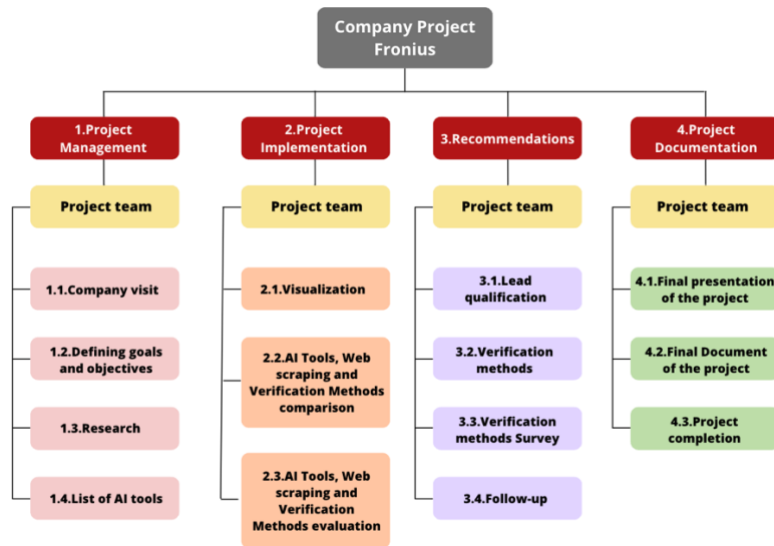 Company Project
Fronius
1.Project
Management
Project team
1.1.Company visit
1.2.Defining goals
and objectives
1.3.Research
1.4.List of AI tools
2.Project
Implementation
Project team
2.1.Visualization
2.2.AI Tools, Web
scraping and
Verification Methods
comparison
2.3.AI Tools, Web
scraping and
Verification
Methods evaluation
3.Recommendations
Project team
3.1.Lead
qualification
3.2.Verification
methods
3.3.Verification
methods Survey
3.4.Follow-up
4.Project
Documentation
Project team
4.1.Final presentation
of the project
4.2.Final Document
of the project
4.3.Project
completion